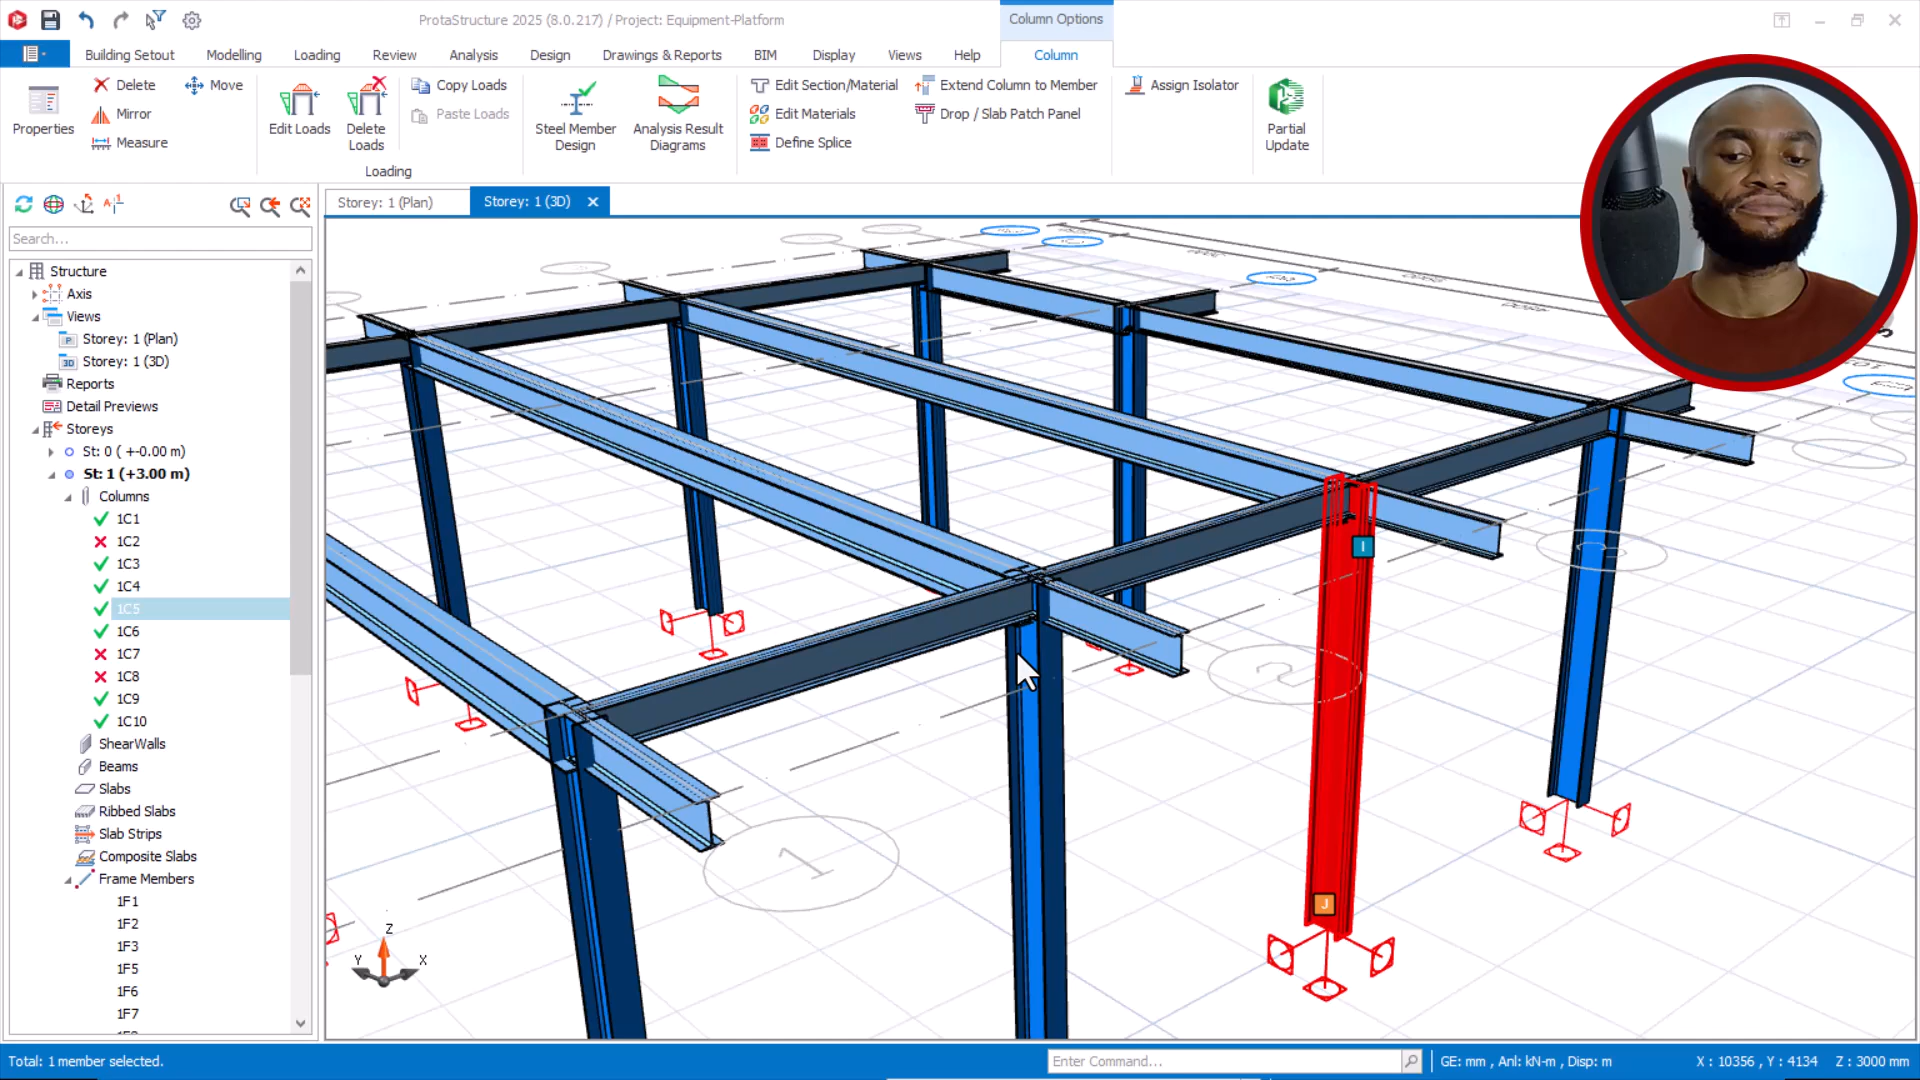 ProtaStructure 2025 (8.0.217) / Project: Equipment-Platform
Column Options
Building Setout
Modelling
Loading
Review
Analysis
Design
Drawings & Reports
BIM
Display
Views
Help
Column
Properties
Delete
Mirror
Measure
Move
Edit Loads
Delete Loads
Copy Loads
Paste Loads
Loading
Steel Member Design
Analysis Result Diagrams
Edit Section/Material
Edit Materials
Define Splice
Extend Column to Member
Drop / Slab Patch Panel
Assign Isolator
Partial Update
Storey: 1 (Plan)
Storey: 1 (3D)
Search...
Structure
Axis
Views
Storey: 1 (Plan)
Storey: 1 (3D)
Reports
Detail Previews
Storeys
St: 0 ( +-0.00 m)
St: 1 (+3.00 m)
Columns
1C1
1C2
1C3
1C4
1C5
1C6
1C7
1C8
1C9
1C10
ShearWalls
Beams
Slabs
Ribbed Slabs
Slab Strips
Composite Slabs
Frame Members
1F1
1F2
1F3
1F5
1F6
1F7
I
J
1
2
Z
Y
X
Total: 1 member selected.
Enter Command...
GE: mm , Anl: kN-m , Disp: m
X : 10356 , Y : 4134
Z : 3000 mm